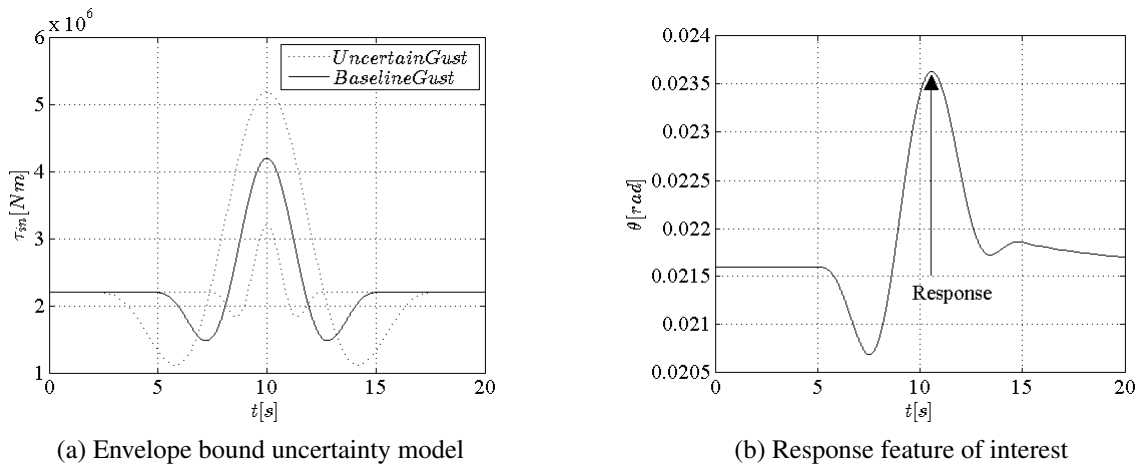 x 10^6
6
5
4
3
2
1
0
5
10
15
20
τ_in[Nm]
t[s]
UncertainGust
BaselineGust
(a) Envelope bound uncertainty model
0.024
0.0235
0.023
0.0225
0.022
0.0215
0.021
0.0205
0
5
10
15
20
θ[rad]
t[s]
Response
(b) Response feature of interest